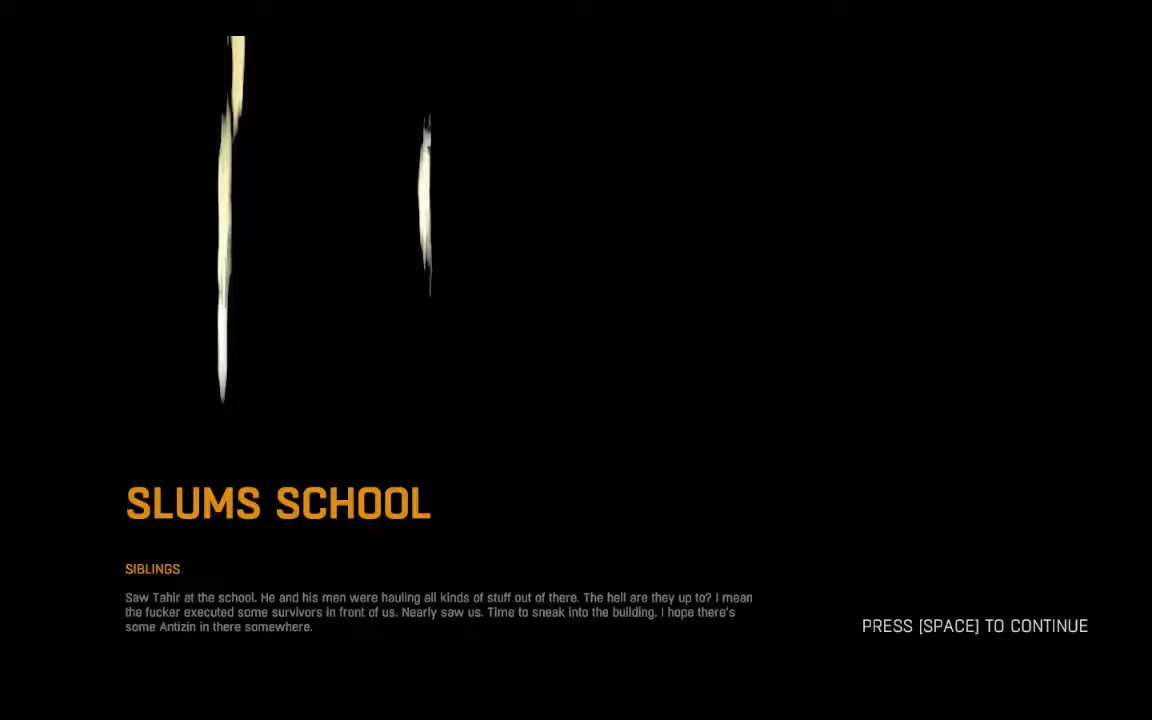 SLUMS SCHOOL
SIBLINGS
Saw Tahir at the school. He and his men were hauling all kinds of stuff out of there. The hell are they up to? I mean
the fucker executed some survivors in front of us. Nearly saw us. Time to sneak into the building. I hope there's
some Antizin in there somewhere.
PRESS [SPACE] TO CONTINUE